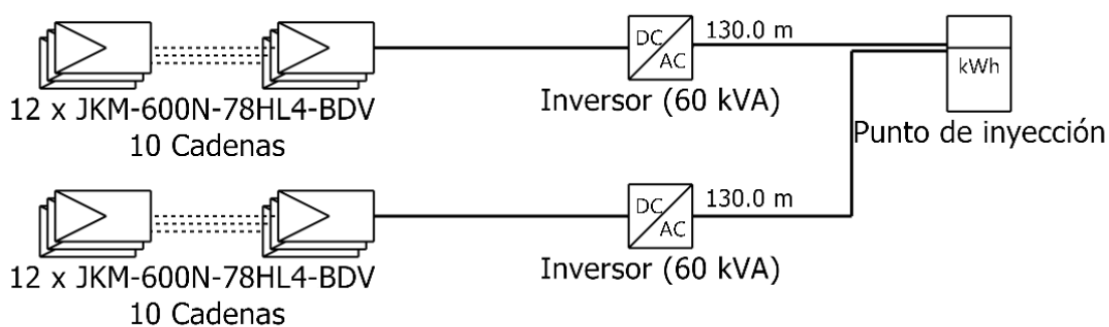 DC
AC
130.0 m
kWh
12 x JKM-600N-78HL4-BDV
10 Cadenas
Inversor (60 kVA)
Punto de inyección
DC
AC
130.0 m
12 x JKM-600N-78HL4-BDV
10 Cadenas
Inversor (60 kVA)